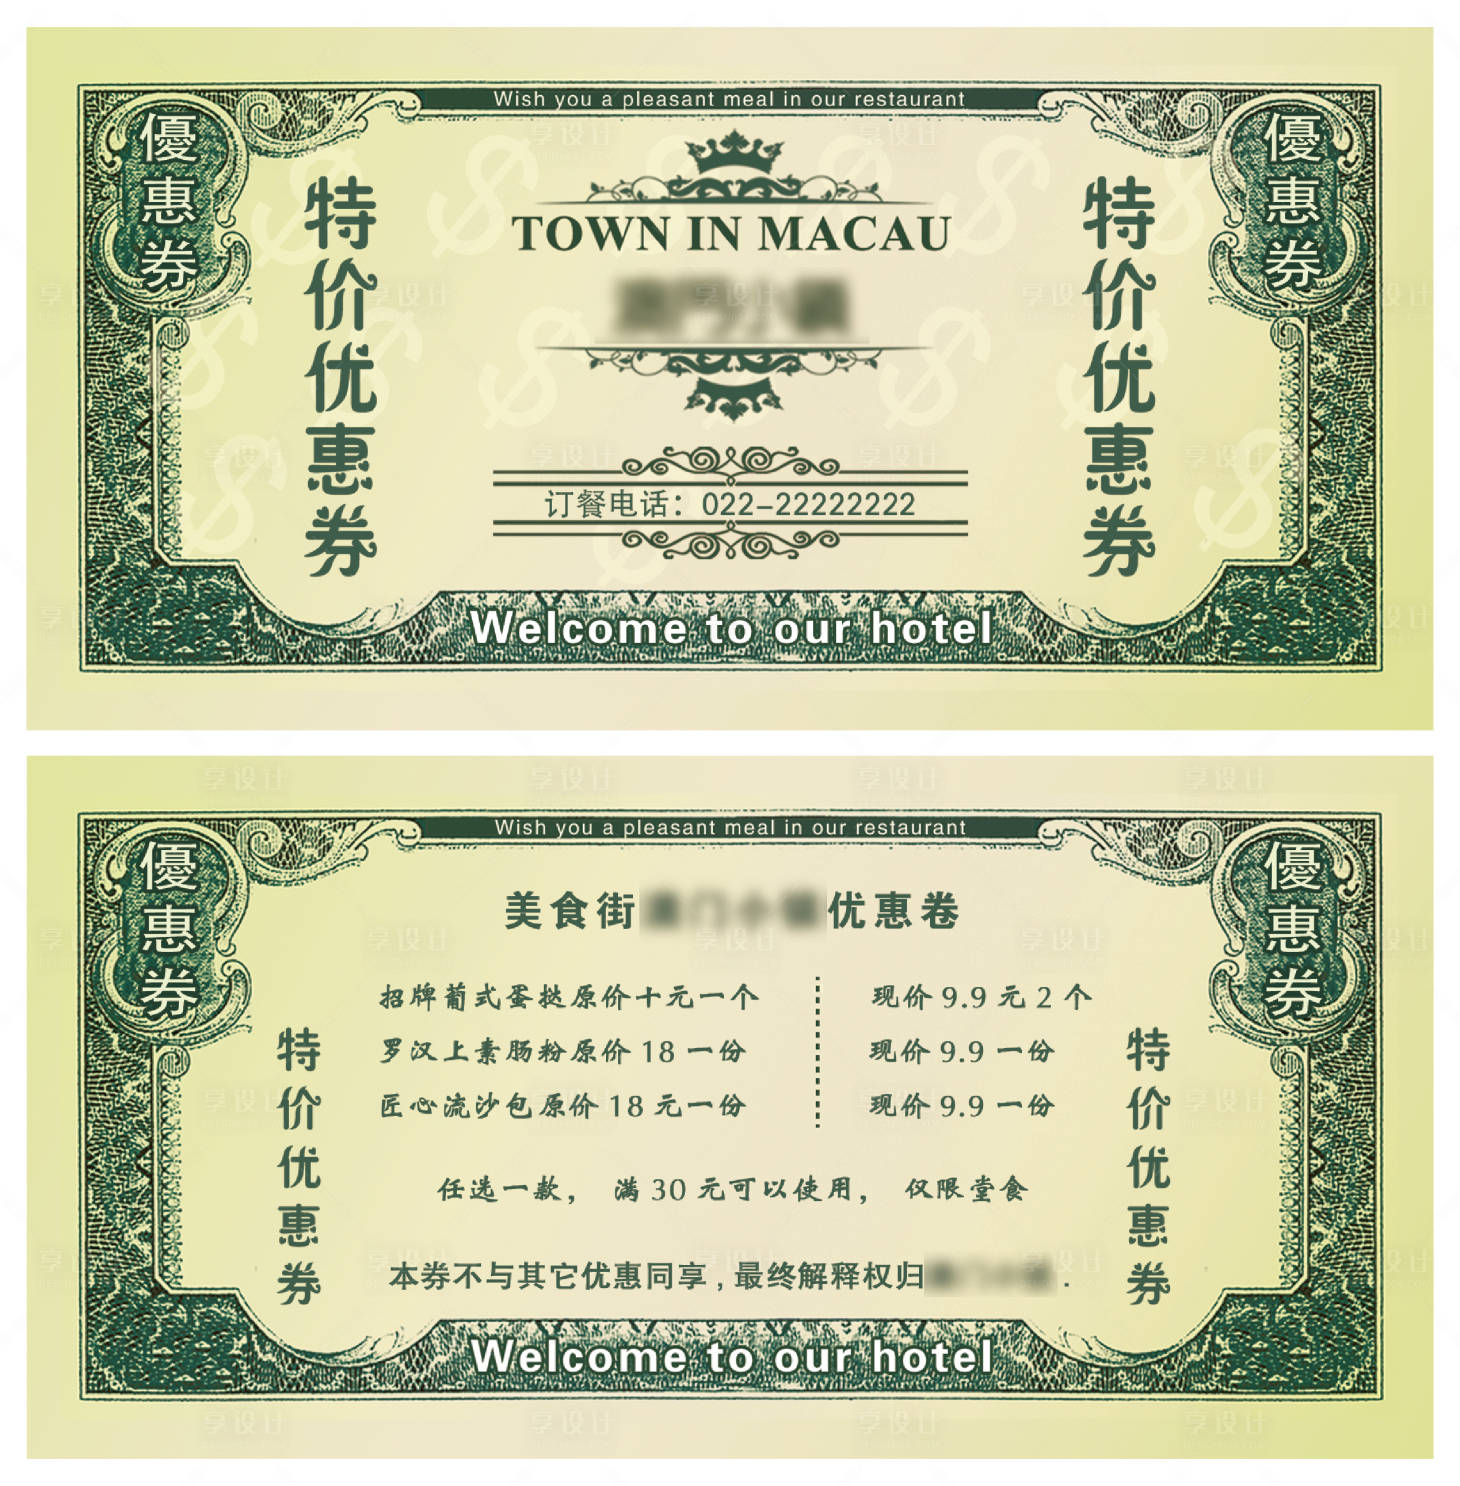 Wish you a pleasant meal in our restaurant
優惠券
優惠券
特价优惠券
特价优惠券
TOWN IN MACAU
订餐电话：022-22222222
Welcome to our hotel
Wish you a pleasant meal in our restaurant
優惠券
優惠券
美食街 优惠卷
招牌葡式蛋挞原价十元一个 现价 9.9 元 2 个
罗汉上素肠粉原价 18 一份 现价 9.9 一份
匠心流沙包原价 18 元一份 现价 9.9 一份
特价优惠券
特价优惠券
任选一款， 满 30 元可以使用， 仅限堂食
本券不与其它优惠同享，最终解释权归 .
Welcome to our hotel
享设计